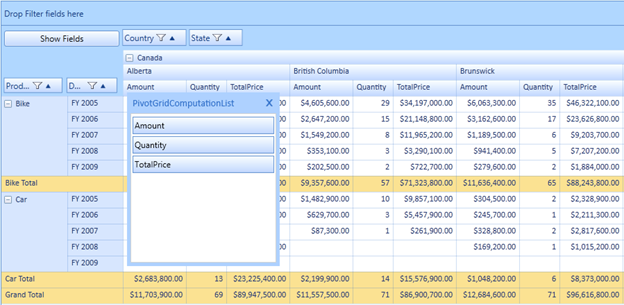 Drop Filter fields here
Show Fields Country State
Canada
Alberta British Columbia Brunswick
Prod... D... Amount Quantity TotalPrice Amount Quantity TotalPrice Amount Quantity TotalPrice
PivotGridComputationList X
Amount
Quantity
TotalPrice
Bike FY 2005 00 $4,605,600.00 29 $34,197,000.00 $6,063,300.00 35 $46,322,100.00
FY 2006 00 $2,647,200.00 15 $21,148,800.00 $3,162,600.00 17 $23,626,800.00
FY 2007 00 $1,549,200.00 8 $11,965,200.00 $1,189,500.00 6 $9,203,700.00
FY 2008 00 $353,100.00 3 $3,290,100.00 $941,400.00 5 $7,207,200.00
FY 2009 00 $202,500.00 2 $722,700.00 $279,600.00 2 $1,884,000.00
Bike Total 00 $9,357,600.00 57 $71,323,800.00 $11,636,400.00 65 $88,243,800.00
Car FY 2005 00 $1,482,900.00 10 $9,857,100.00 $304,500.00 2 $2,328,900.00
FY 2006 00 $629,700.00 3 $5,457,900.00 $245,700.00 1 $2,211,300.00
FY 2007 00 $87,300.00 1 $261,900.00 $328,800.00 2 $2,817,600.00
FY 2008 00 $169,200.00 1 $1,015,200.00
FY 2009
Car Total $2,683,800.00 13 $23,225,400.00 $2,199,900.00 14 $15,576,900.00 $1,048,200.00 6 $8,373,000.00
Grand Total $11,703,900.00 69 $89,947,500.00 $11,557,500.00 71 $86,900,700.00 $12,684,600.00 71 $96,616,800.00